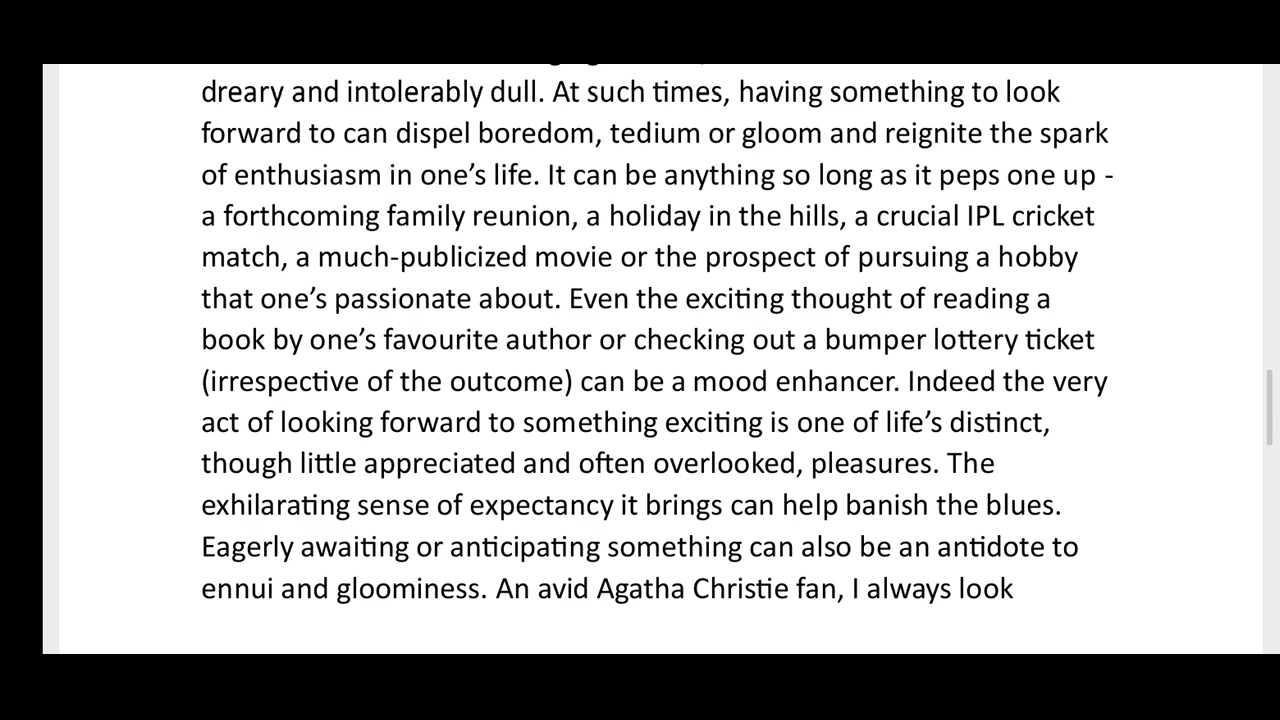 dreary and intolerably dull. At such times, having something to look
forward to can dispel boredom, tedium or gloom and reignite the spark
of enthusiasm in one’s life. It can be anything so long as it peps one up -
a forthcoming family reunion, a holiday in the hills, a crucial IPL cricket
match, a much-publicized movie or the prospect of pursuing a hobby
that one’s passionate about. Even the exciting thought of reading a
book by one’s favourite author or checking out a bumper lottery ticket
(irrespective of the outcome) can be a mood enhancer. Indeed the very
act of looking forward to something exciting is one of life’s distinct,
though little appreciated and often overlooked, pleasures. The
exhilarating sense of expectancy it brings can help banish the blues.
Eagerly awaiting or anticipating something can also be an antidote to
ennui and gloominess. An avid Agatha Christie fan, I always look